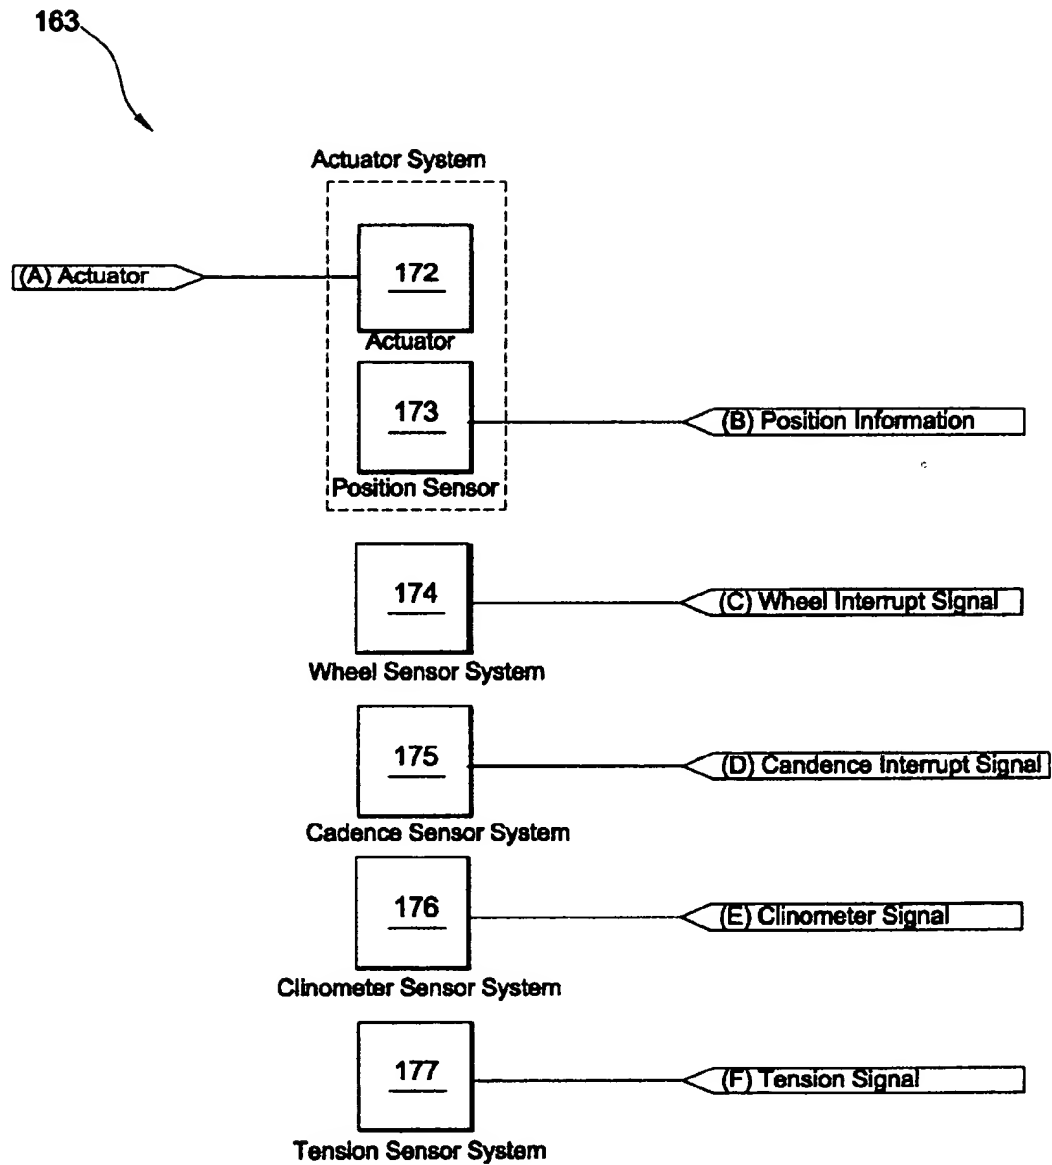 163
Actuator System
172
(A) Actuator
Actuator
173
(B) Position Information
Position Sensor
174
(C) Wheel Interrupt Signal
Wheel Sensor System
175
(D) Candence Interrupt Signal
Cadence Sensor System
176
(E) Clinometer Signal
Clinometer Sensor System
177
(F) Tension Signal
Tension Sensor System